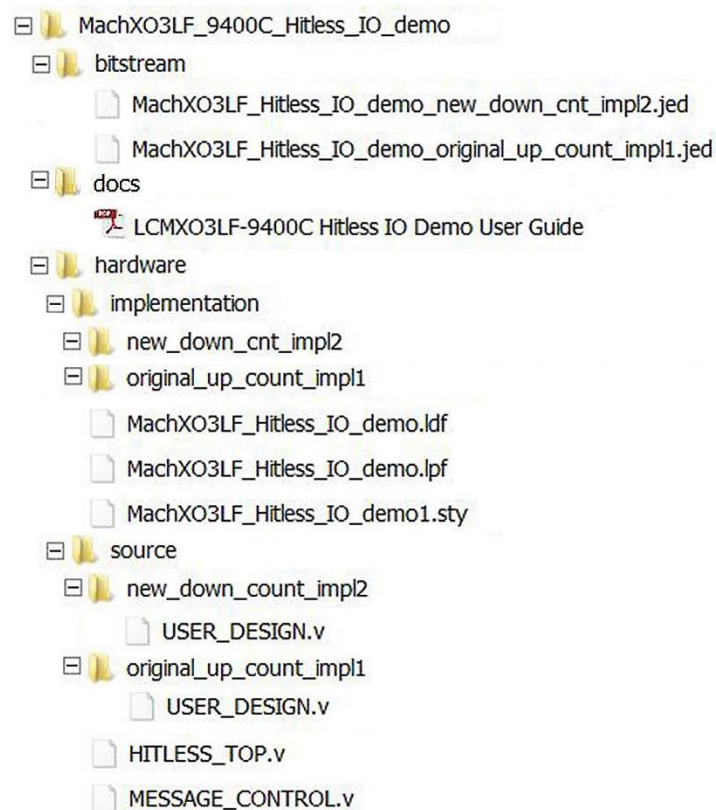 MachXO3LF_9400C_Hitless_IO_demo
bitstream
MachXO3LF_Hitless_IO_demo_new_down_cnt_impl2.jed
MachXO3LF_Hitless_IO_demo_original_up_count_impl1.jed
docs
LCMXO3LF-9400C Hitless IO Demo User Guide
hardware
implementation
new_down_cnt_impl2
original_up_count_impl1
MachXO3LF_Hitless_IO_demo.ldf
MachXO3LF_Hitless_IO_demo.lpf
MachXO3LF_Hitless_IO_demo1.sty
source
new_down_count_impl2
USER_DESIGN.v
original_up_count_impl1
USER_DESIGN.v
HITLESS_TOP.v
MESSAGE_CONTROL.v